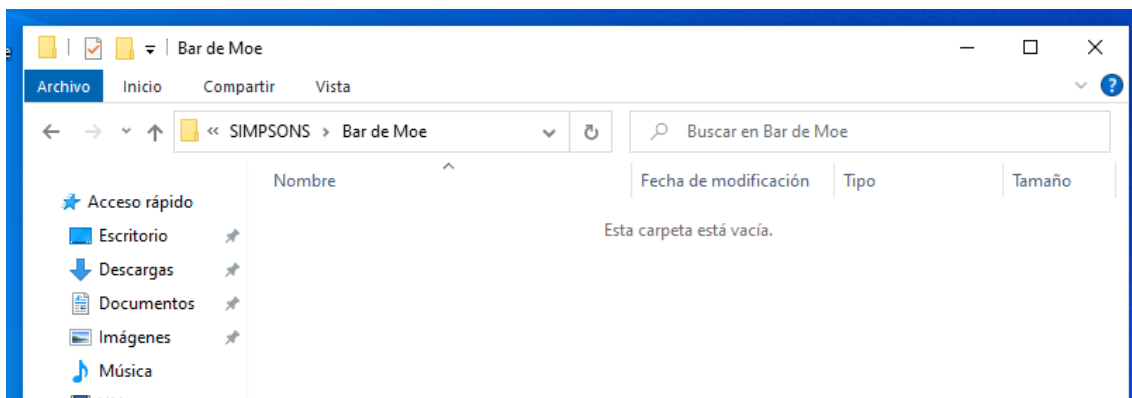 Bar de Moe
Archivo Inicio Compartir Vista
« SIMPSONS > Bar de Moe Buscar en Bar de Moe
Nombre Fecha de modificación Tipo Tamaño
Acceso rápido
Esta carpeta está vacía.
Escritorio
Descargas
Documentos
Imágenes
Música